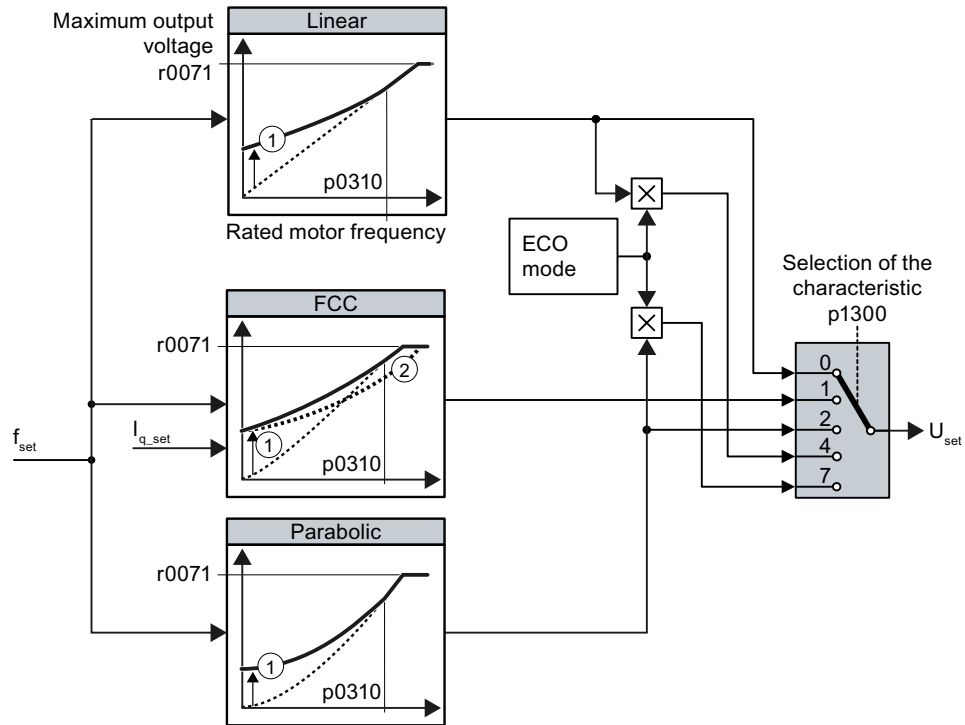 Linear
Maximum output
voltage
r0071
1
p0310
Rated motor frequency
ECO
mode
×
×
Selection of the
characteristic
p1300
FCC
r0071
2
1
p0310
f_set
I_q_set
0
1
2
4
7
U_set
Parabolic
r0071
1
p0310